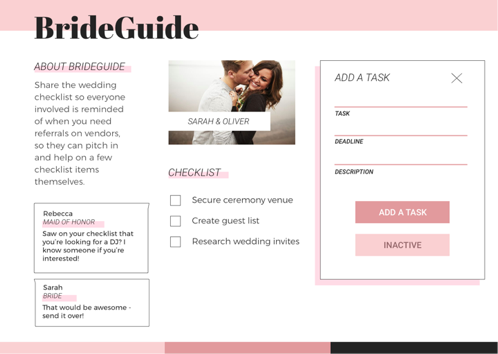 BrideGuide
ABOUT BRIDEGUIDE
Share the wedding
checklist so everyone
involved is reminded
of when you need
referrals on vendors,
so they can pitch in
and help on a few
checklist items
themselves.
Rebecca
MAID OF HONOR
Saw on your checklist that
you're looking for a DJ? I
know someone if you're
interested!
Sarah
BRIDE
That would be awesome -
send it over!
SARAH & OLIVER
CHECKLIST
Secure ceremony venue
Create guest list
Research wedding invites
ADD A TASK
TASK
DEADLINE
DESCRIPTION
ADD A TASK
INACTIVE